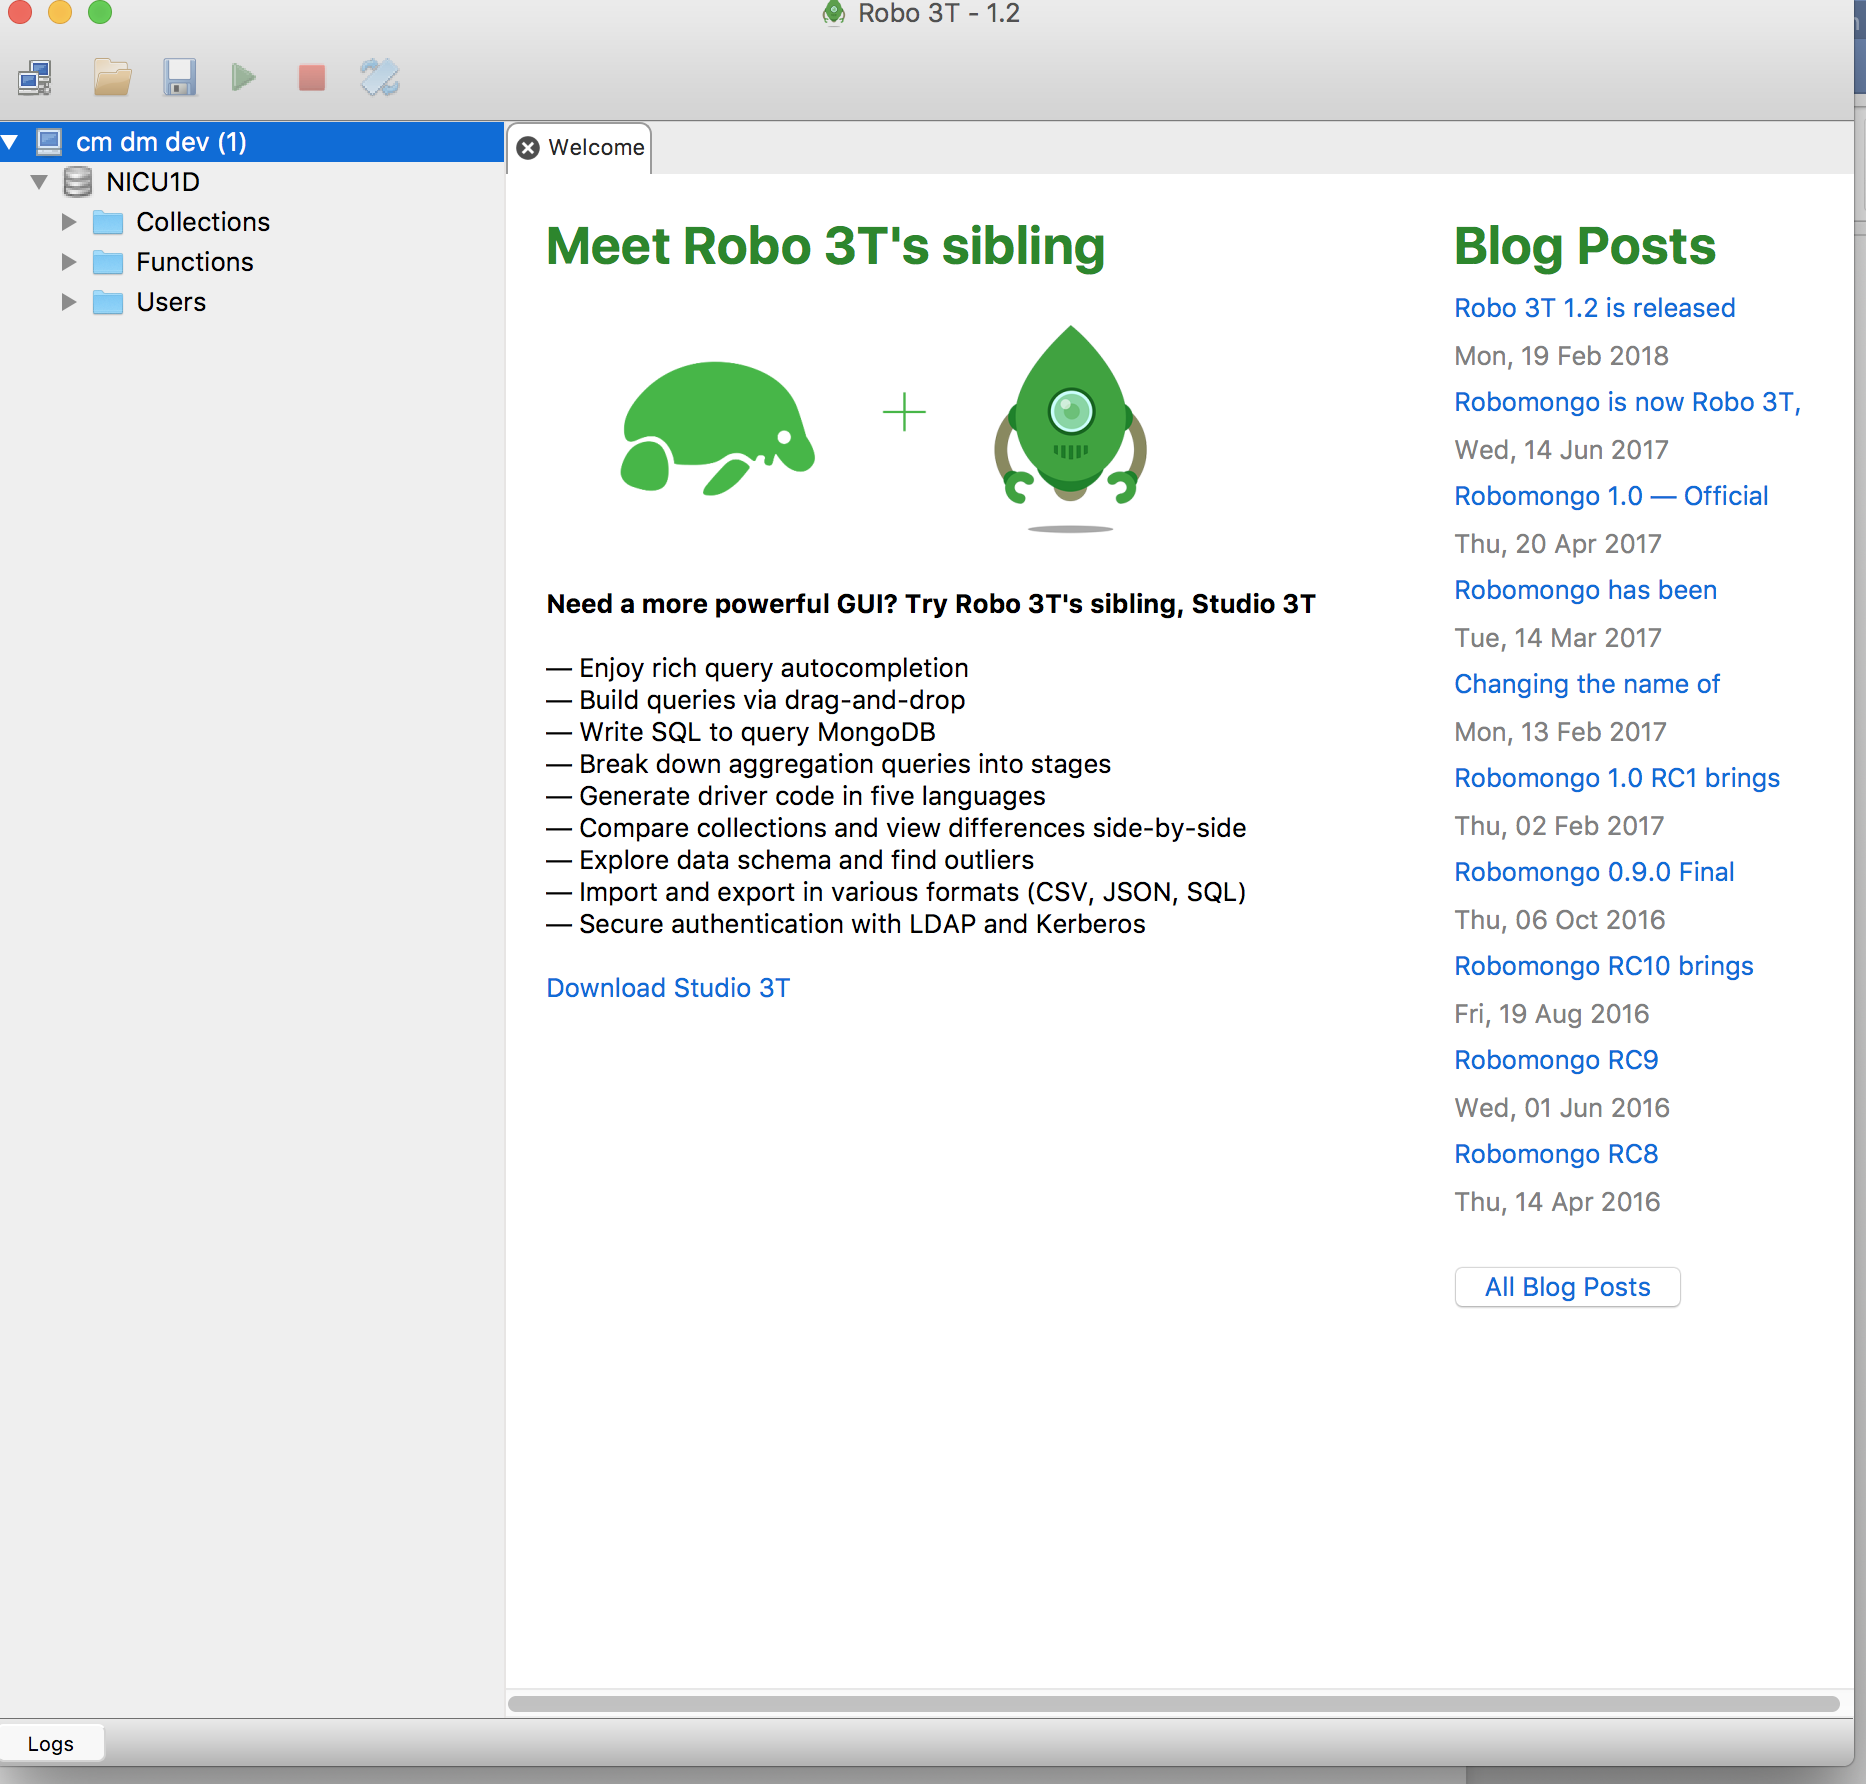 Robo 3T - 1.2
cm dm dev (1)
NICU1D
Collections
Functions
Users
Welcome
Meet Robo 3T's sibling
Need a more powerful GUI? Try Robo 3T's sibling, Studio 3T
— Enjoy rich query autocompletion
— Build queries via drag-and-drop
— Write SQL to query MongoDB
— Break down aggregation queries into stages
— Generate driver code in five languages
— Compare collections and view differences side-by-side
— Explore data schema and find outliers
— Import and export in various formats (CSV, JSON, SQL)
— Secure authentication with LDAP and Kerberos
Download Studio 3T
Blog Posts
Robo 3T 1.2 is released
Mon, 19 Feb 2018
Robomongo is now Robo 3T,
Wed, 14 Jun 2017
Robomongo 1.0 — Official
Thu, 20 Apr 2017
Robomongo has been
Tue, 14 Mar 2017
Changing the name of
Mon, 13 Feb 2017
Robomongo 1.0 RC1 brings
Thu, 02 Feb 2017
Robomongo 0.9.0 Final
Thu, 06 Oct 2016
Robomongo RC10 brings
Fri, 19 Aug 2016
Robomongo RC9
Wed, 01 Jun 2016
Robomongo RC8
Thu, 14 Apr 2016
All Blog Posts
Logs